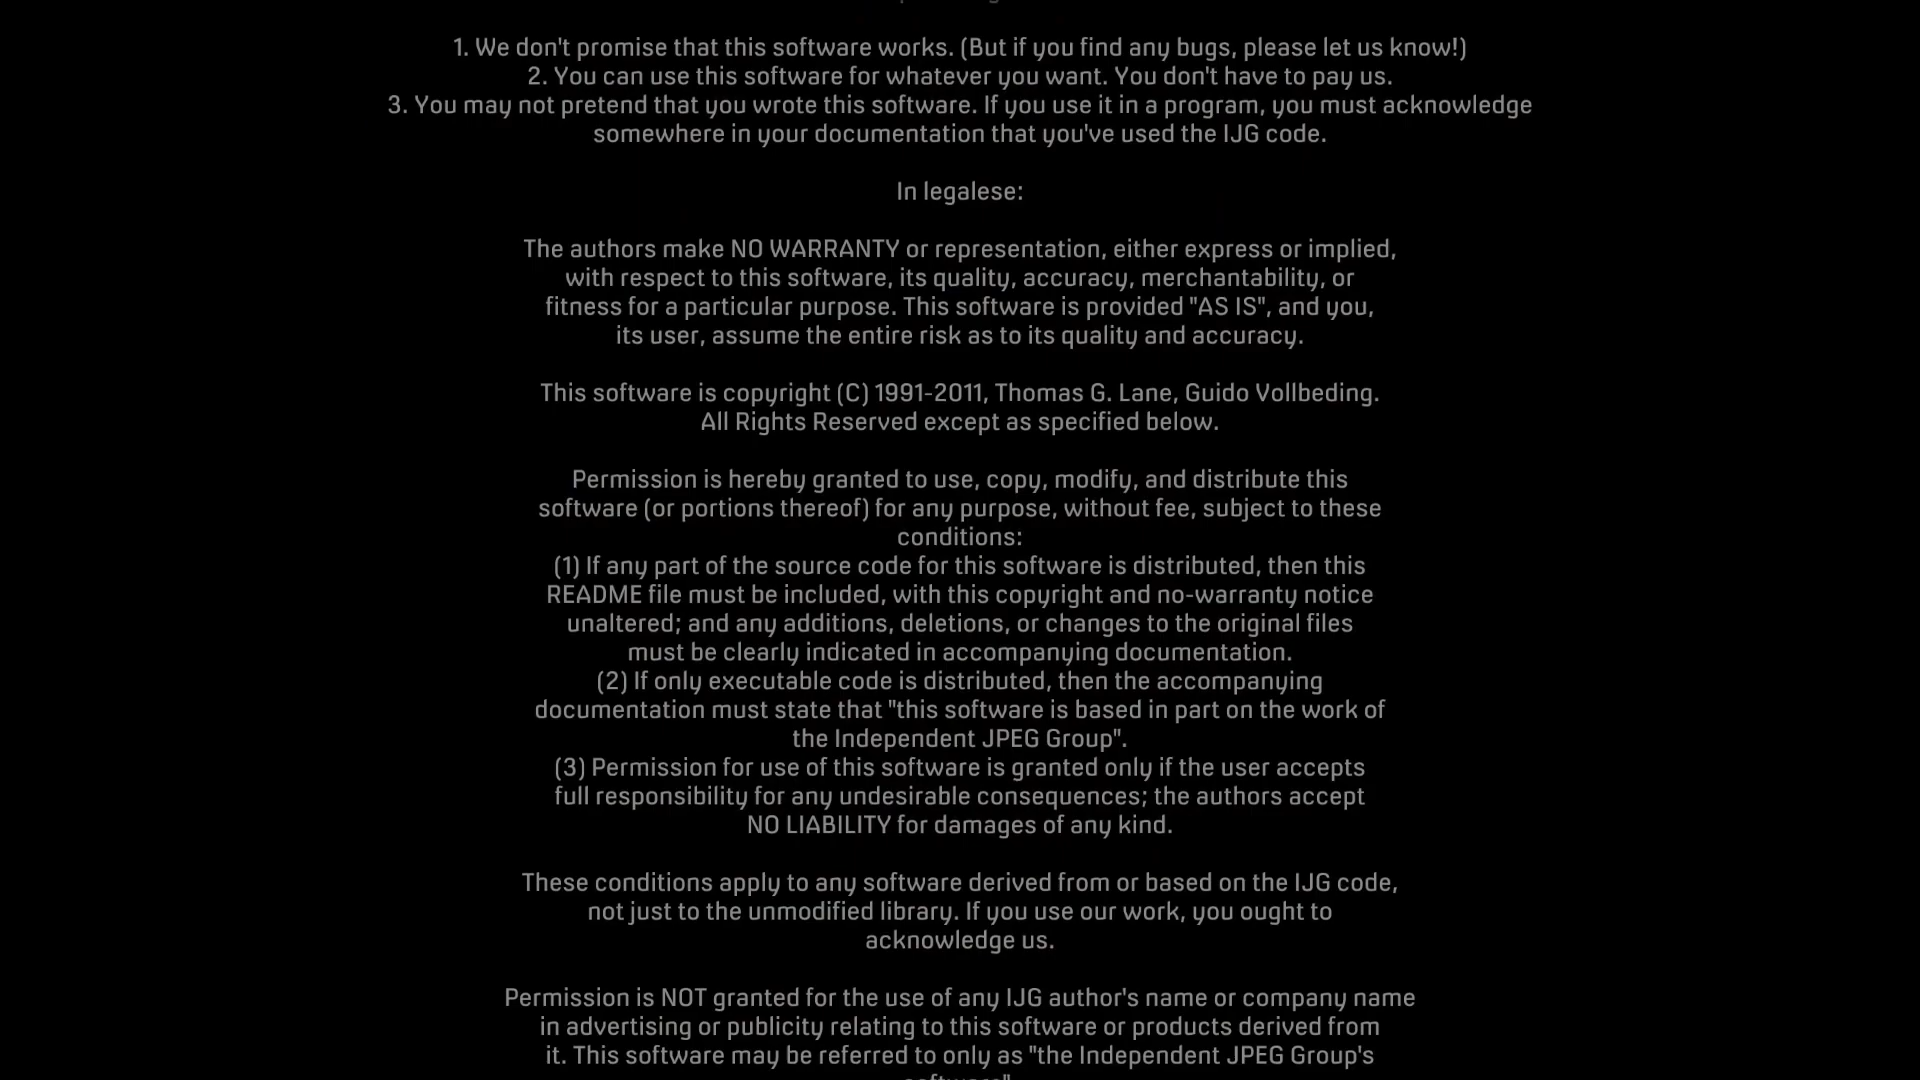 1. We don't promise that this software works. (But if you find any bugs, please let us know!)
2. You can use this software for whatever you want. You don't have to pay us.
3. You may not pretend that you wrote this software. If you use it in a program, you must acknowledge
somewhere in your documentation that you've used the IJG code.
In legalese:
The authors make NO WARRANTY or representation, either express or implied,
with respect to this software, its quality, accuracy, merchantability, or
fitness for a particular purpose. This software is provided "AS IS", and you,
its user, assume the entire risk as to its quality and accuracy.
This software is copyright (C) 1991-2011, Thomas G. Lane, Guido Vollbeding.
All Rights Reserved except as specified below.
Permission is hereby granted to use, copy, modify, and distribute this
software (or portions thereof) for any purpose, without fee, subject to these
conditions:
(1) If any part of the source code for this software is distributed, then this
README file must be included, with this copyright and no-warranty notice
unaltered; and any additions, deletions, or changes to the original files
must be clearly indicated in accompanying documentation.
(2) If only executable code is distributed, then the accompanying
documentation must state that "this software is based in part on the work of
the Independent JPEG Group".
(3) Permission for use of this software is granted only if the user accepts
full responsibility for any undesirable consequences; the authors accept
NO LIABILITY for damages of any kind.
These conditions apply to any software derived from or based on the IJG code,
not just to the unmodified library. If you use our work, you ought to
acknowledge us.
Permission is NOT granted for the use of any IJG author's name or company name
in advertising or publicity relating to this software or products derived from
it. This software may be referred to only as "the Independent JPEG Group's